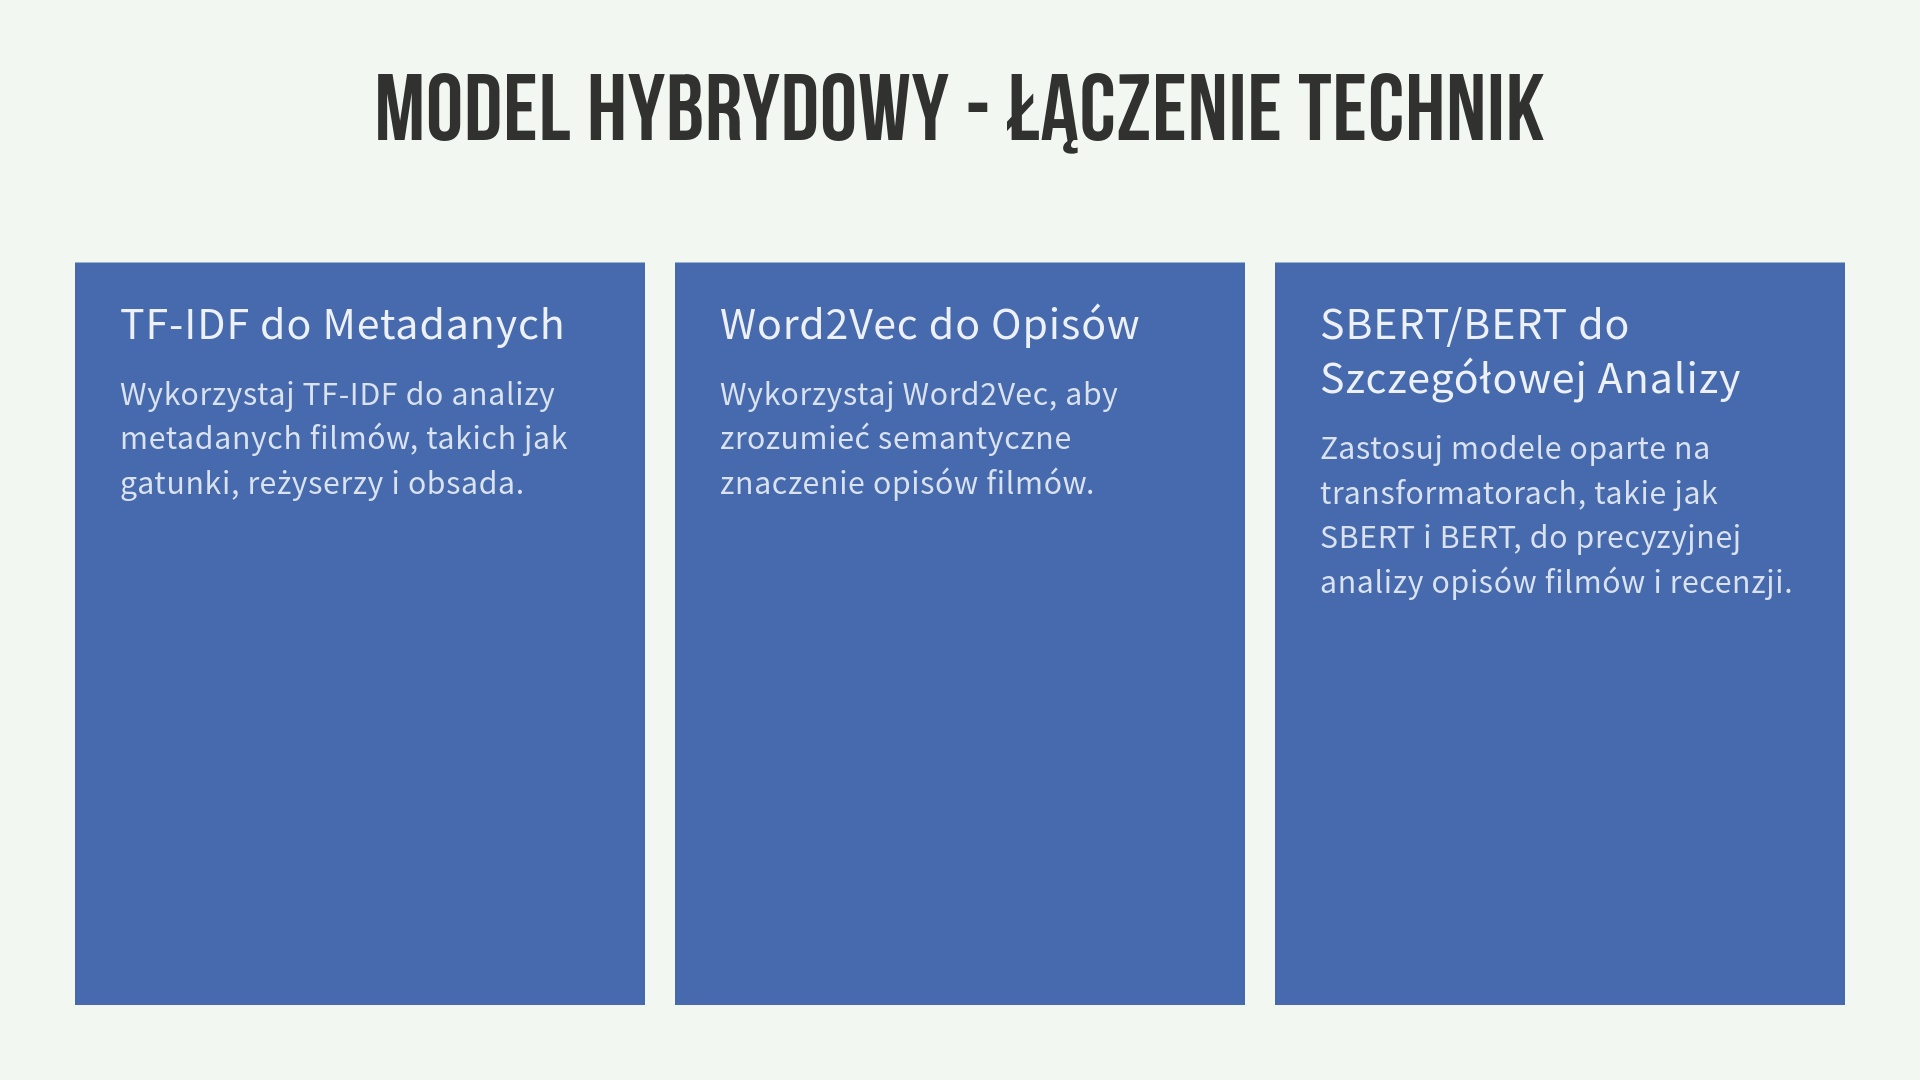 MODEL HYBRYDOWY - ŁĄCZENIE TECHNIK
TF-IDF do Metadanych
Wykorzystaj TF-IDF do analizy
metadanych filmów, takich jak
gatunki, reżyserzy i obsada.
Word2Vec do Opisów
Wykorzystaj Word2Vec, aby
zrozumieć semantyczne
znaczenie opisów filmów.
SBERT/BERT do
Szczegółowej Analizy
Zastosuj modele oparte na
transformatorach, takie jak
SBERT i BERT, do precyzyjnej
analizy opisów filmów i recenzji.